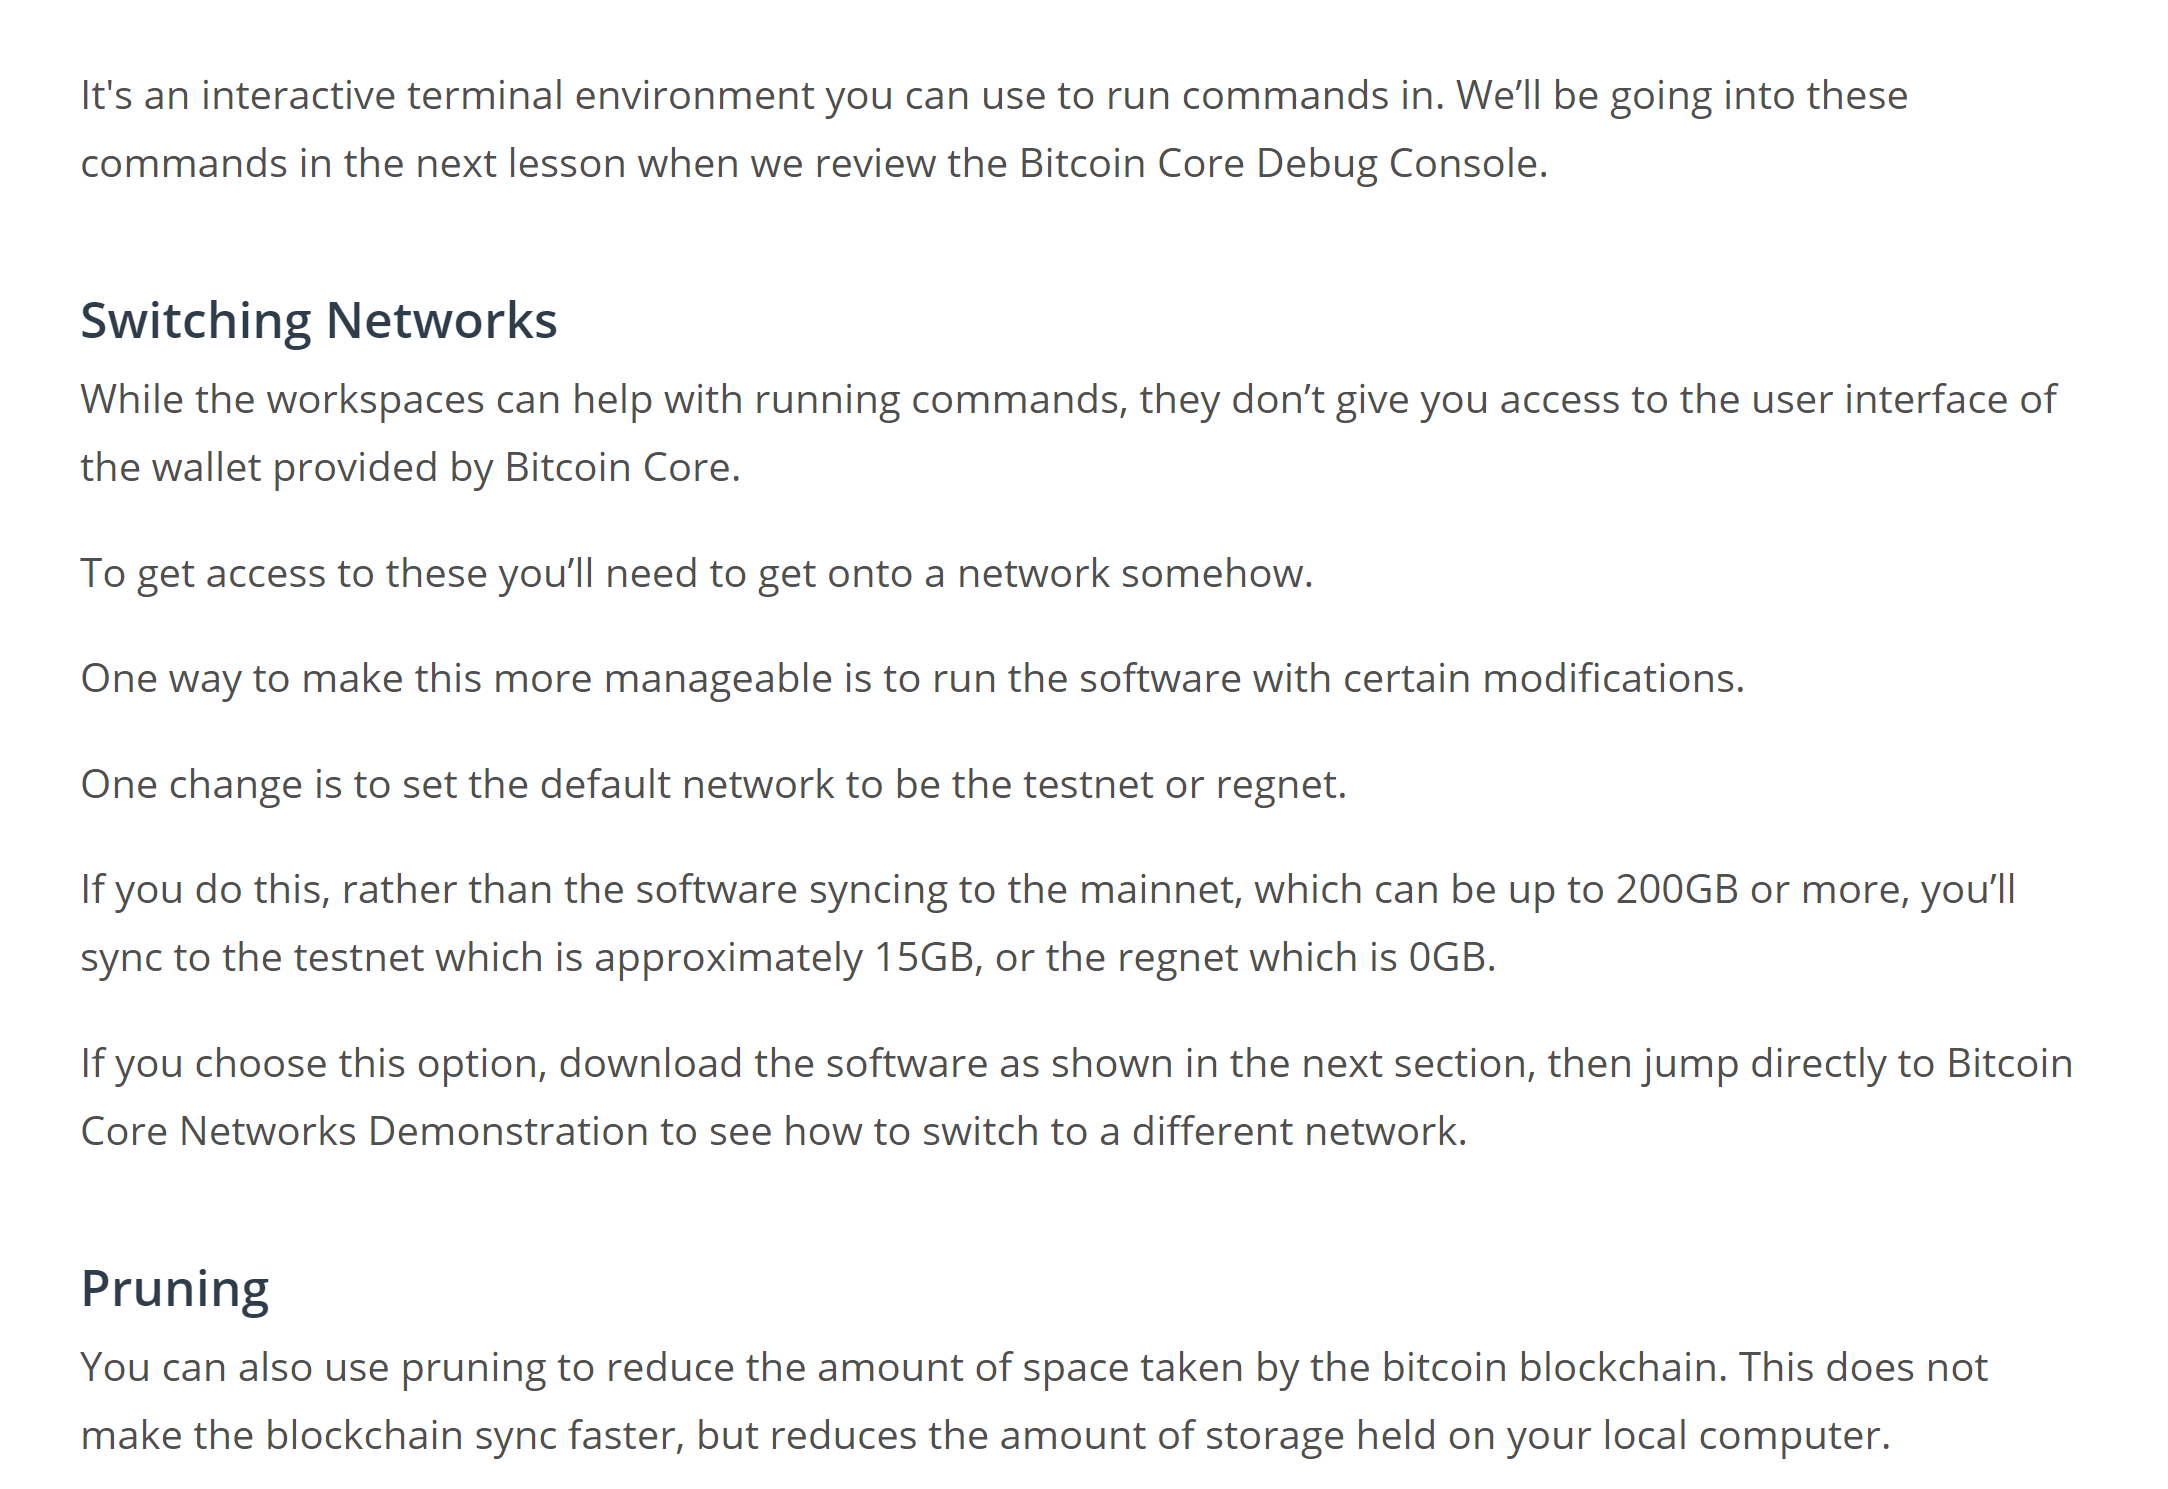 It's an interactive terminal environment you can use to run commands in. We’ll be going into these
commands in the next lesson when we review the Bitcoin Core Debug Console.
Switching Networks
While the workspaces can help with running commands, they don’t give you access to the user interface of
the wallet provided by Bitcoin Core.
To get access to these you’ll need to get onto a network somehow.
One way to make this more manageable is to run the software with certain modifications.
One change is to set the default network to be the testnet or regnet.
If you do this, rather than the software syncing to the mainnet, which can be up to 200GB or more, you’ll
sync to the testnet which is approximately 15GB, or the regnet which is 0GB.
If you choose this option, download the software as shown in the next section, then jump directly to Bitcoin
Core Networks Demonstration to see how to switch to a different network.
Pruning
You can also use pruning to reduce the amount of space taken by the bitcoin blockchain. This does not
make the blockchain sync faster, but reduces the amount of storage held on your local computer.